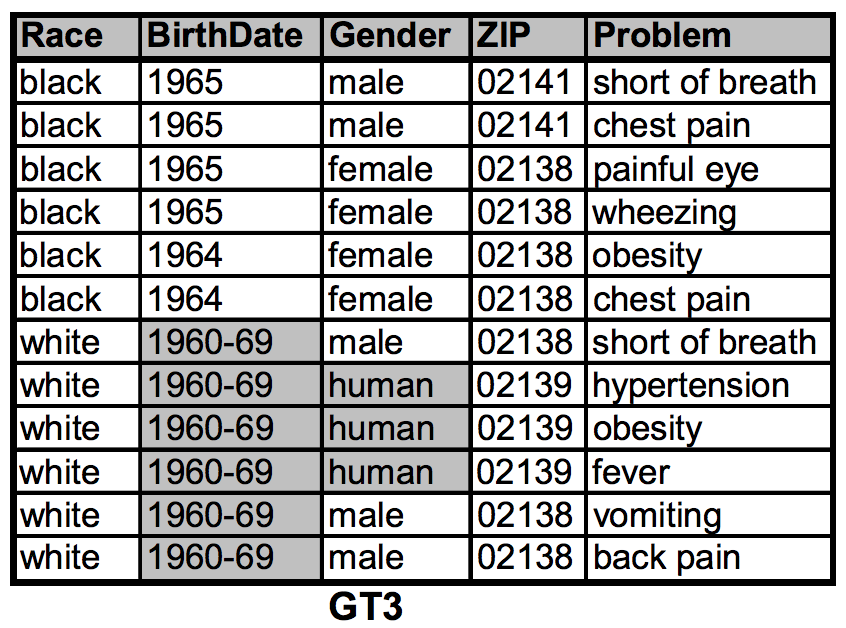 Race BirthDate Gender ZIP Problem
black 1965 male 02141 short of breath
black 1965 male 02141 chest pain
black 1965 female 02138 painful eye
black 1965 female 02138 wheezing
black 1964 female 02138 obesity
black 1964 female 02138 chest pain
white 1960-69 male 02138 short of breath
white 1960-69 human 02139 hypertension
white 1960-69 human 02139 obesity
white 1960-69 human 02139 fever
white 1960-69 male 02138 vomiting
white 1960-69 male 02138 back pain
GT3